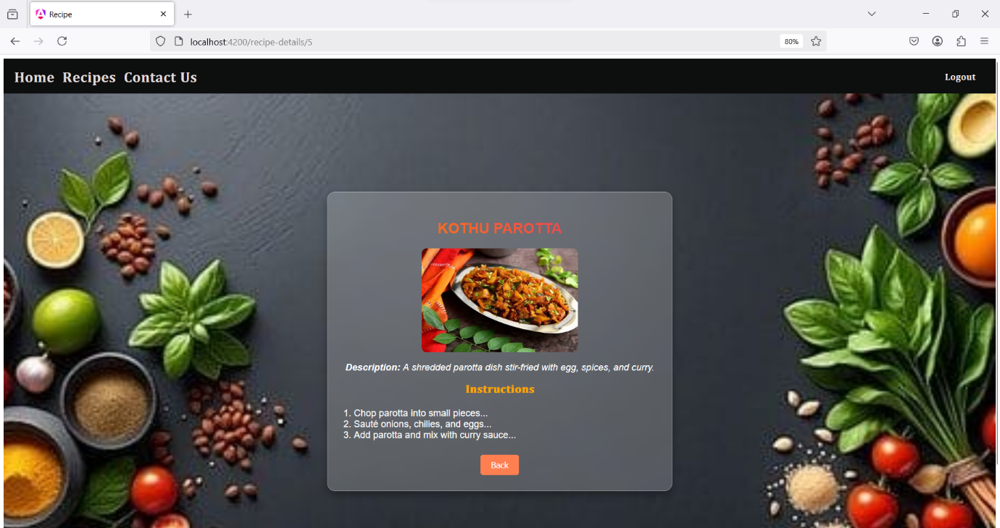 Recipe
localhost:4200/recipe-details/5
80%
Home Recipes Contact Us
Logout
KOTHU PAROTTA
Description: A shredded parotta dish stir-fried with egg, spices, and curry.
Instructions
1. Chop parotta into small pieces...
2. Sauté onions, chilies, and eggs...
3. Add parotta and mix with curry sauce...
Back